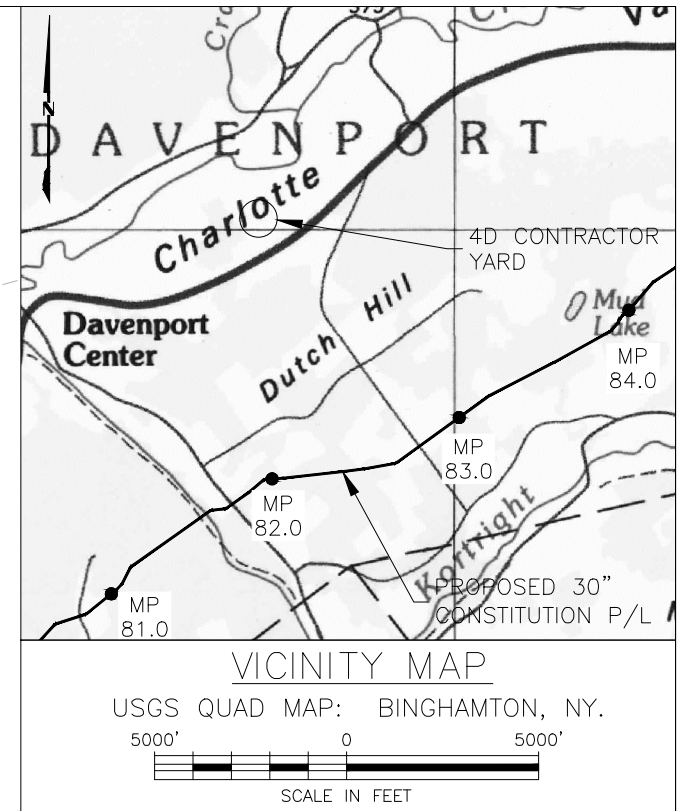 N
DAVENPORT
Charlotte
4D CONTRACTOR
YARD
Davenport
Center
Dutch Hill
Mud
Lake
MP
84.0
MP
83.0
MP
82.0
Kortright
PROPOSED 30"
CONSTITUTION P/L
MP
81.0
VICINITY MAP
USGS QUAD MAP: BINGHAMTON, NY.
5000' 0 5000'
SCALE IN FEET